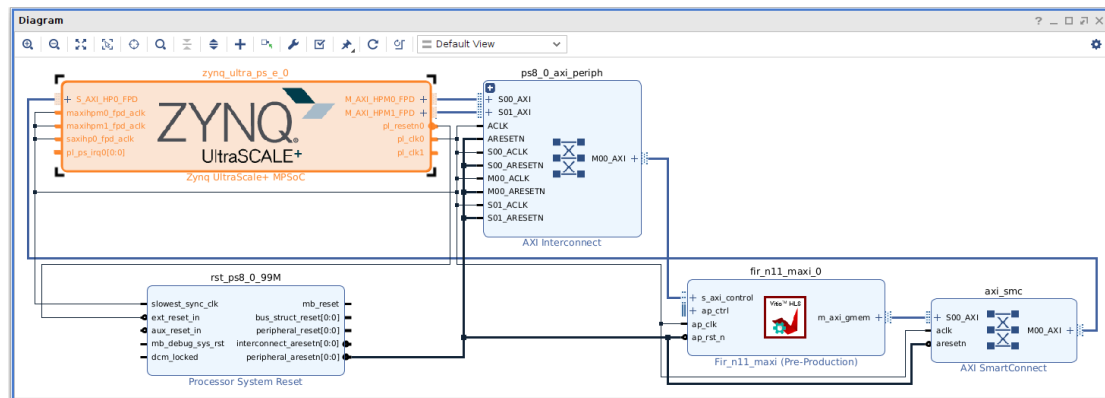 Diagram
Default View
zynq_ultra_ps_e_0
S_AXI_HP0_FPD
maxihpm0_fpd_aclk
maxihpm1_fpd_aclk
saxihp0_fpd_aclk
pl_ps_irq0[0:0]
ZYNQ
UltraSCALE+
M_AXI_HPM0_FPD
M_AXI_HPM1_FPD
pl_resetn0
pl_clk0
pl_clk1
Zynq UltraScale+ MPSoC
ps8_0_axi_periph
S00_AXI
S01_AXI
ACLK
ARESETN
S00_ACLK
S00_ARESETN
M00_ACLK
M00_ARESETN
S01_ACLK
S01_ARESETN
M00_AXI
AXI Interconnect
rst_ps8_0_99M
slowest_sync_clk
ext_reset_in
aux_reset_in
mb_debug_sys_rst
dcm_locked
mb_reset
bus_struct_reset[0:0]
peripheral_reset[0:0]
interconnect_aresetn[0:0]
peripheral_aresetn[0:0]
Processor System Reset
fir_n11_maxi_0
s_axi_control
ap_ctrl
ap_clk
ap_rst_n
Vitis HLS
m_axi_gmem
Fir_n11_maxi (Pre-Production)
axi_smc
S00_AXI
aclk
aresetn
M00_AXI
AXI SmartConnect